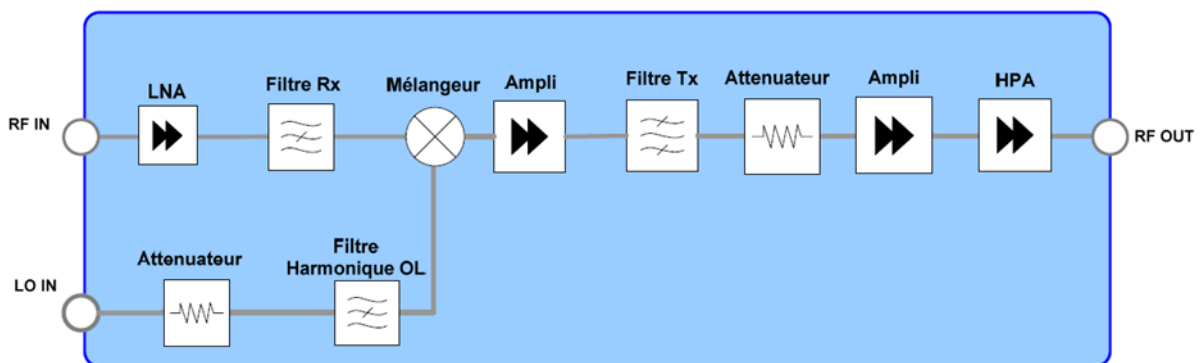 LNA
Filtre Rx
Mélangeur
Ampli
Filtre Tx
Attenuateur
Ampli
HPA
RF IN
RF OUT
Attenuateur
Filtre
Harmonique OL
LO IN